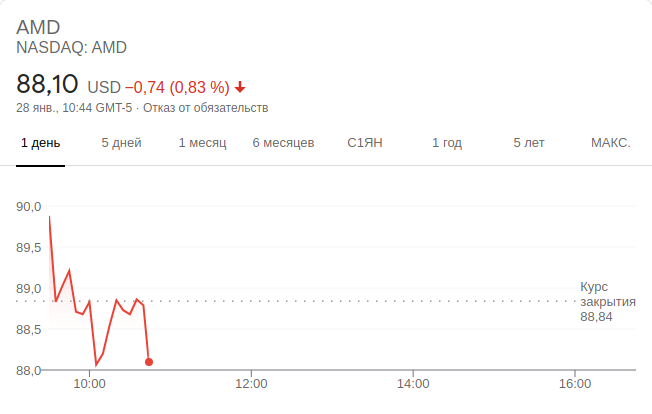 AMD
NASDAQ: AMD
88,10 USD −0,74 (0,83 %)
28 янв., 10:44 GMT-5 · Отказ от обязательств
1 день 5 дней 1 месяц 6 месяцев С1ЯН 1 год 5 лет МАКС.
90,0
89,5
89,0
88,5
88,0
Курс
закрытия
88,84
10:00 12:00 14:00 16:00